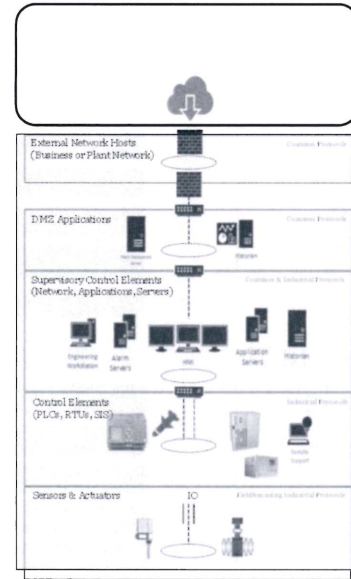 External Network Hosts
(Business or Plant Network)
Common Protocols
DMZ Applications
Common Protocols
Historian
Supervisory Control Elements
(Network, Applications, Servers)
Common & Industrial Protocols
Engineering
Workstation
Alarm
Servers
HMI
Application
Servers
Historian
Control Elements
(PLCs, RTUs, SIS)
Industrial Protocols
Remote
Support
Sensors & Actuators
IO
Fieldbus using Industrial Protocols